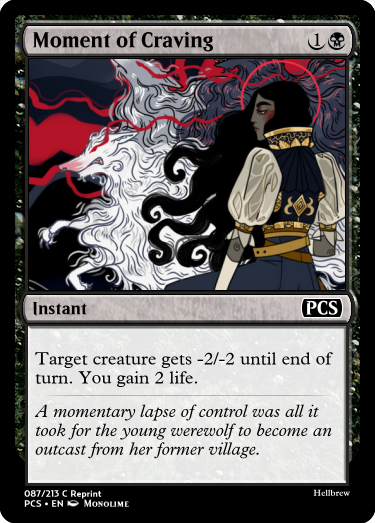 Moment of Craving 1
Instant PCS
Target creature gets -2/-2 until end of
turn. You gain 2 life.
A momentary lapse of control was all it
took for the young werewolf to become an
outcast from her former village.
087/213 C Reprint Hellbrew
PCS • EN Monolime